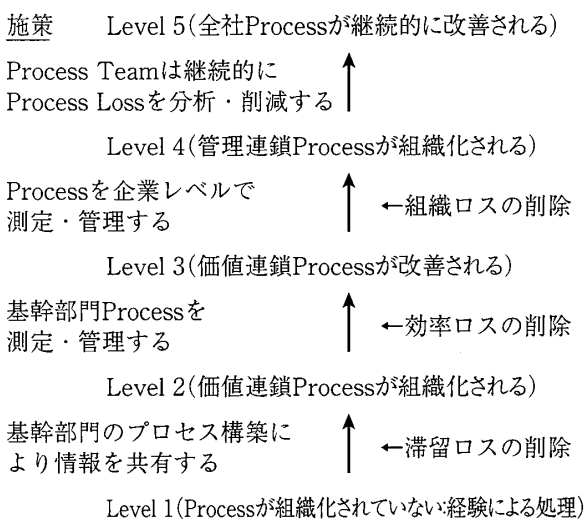 施策 Level 5(全社Processが継続的に改善される)
Process Teamは継続的に
Process Lossを分析・削減する
Level 4(管理連鎖Processが組織化される)
Processを企業レベルで
測定・管理する
←組織ロスの削除
Level 3(価値連鎖Processが改善される)
基幹部門Processを
測定・管理する
←効率ロスの削除
Level 2(価値連鎖Processが組織化される)
基幹部門のプロセス構築に
より情報を共有する
←滞留ロスの削除
Level 1(Processが組織化されていない:経験による処理)